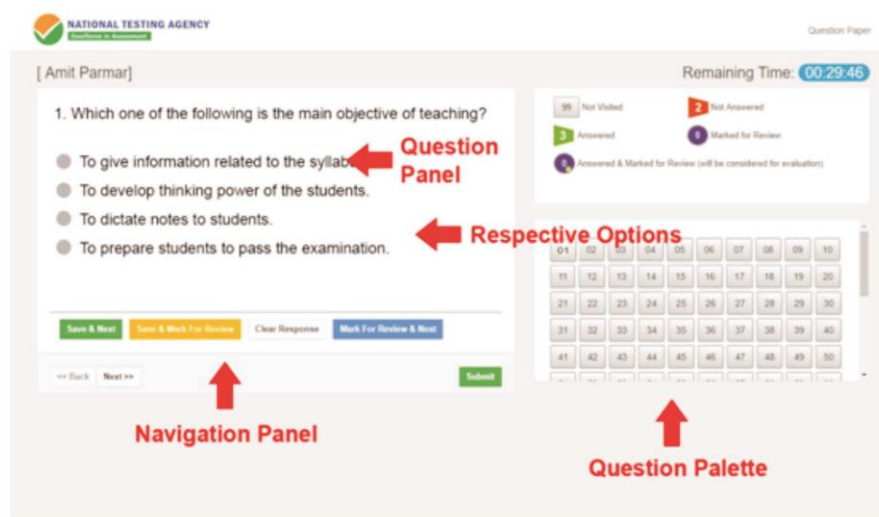 NATIONAL TESTING AGENCY
Excellence in Assessment
Question Paper
[ Amit Parmar]
Remaining Time: 00:29:46
1. Which one of the following is the main objective of teaching?
To give information related to the
To develop thinking power of the students.
To dictate notes to students.
To prepare students to pass the examination.
Question
Panel
Respective Options
99 Not Visited
2 Not Answered
3 Answered
0 Marked for Review
0 Answered & Marked for Review (will be considered for evaluation)
01 02 03 04 05 06 07 08 09 10
11 12 13 14 15 16 17 18 19 20
21 22 23 24 25 26 27 28 29 30
31 32 33 34 35 36 37 38 39 40
41 42 43 44 45 46 47 48 49 50
Save & Next Save & Mark For Review Clear Response Mark For Review & Next
<< Back Next >> Submit
Navigation Panel
Question Palette